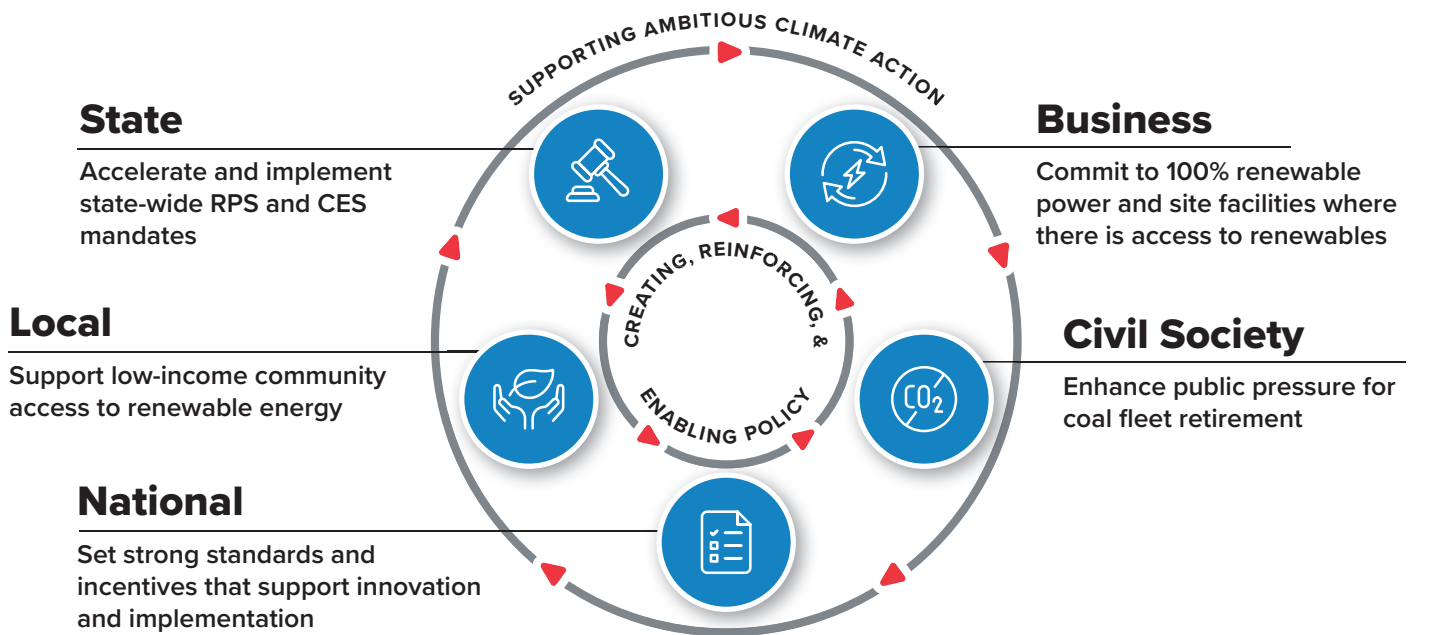 SUPPORTING AMBITIOUS CLIMATE ACTION
State
Accelerate and implement
state-wide RPS and CES
mandates
Business
Commit to 100% renewable
power and site facilities where
there is access to renewables
CREATING, REINFORCING, &
ENABLING POLICY
Local
Support low-income community
access to renewable energy
Civil Society
Enhance public pressure for
coal fleet retirement
CO2
National
Set strong standards and
incentives that support innovation
and implementation